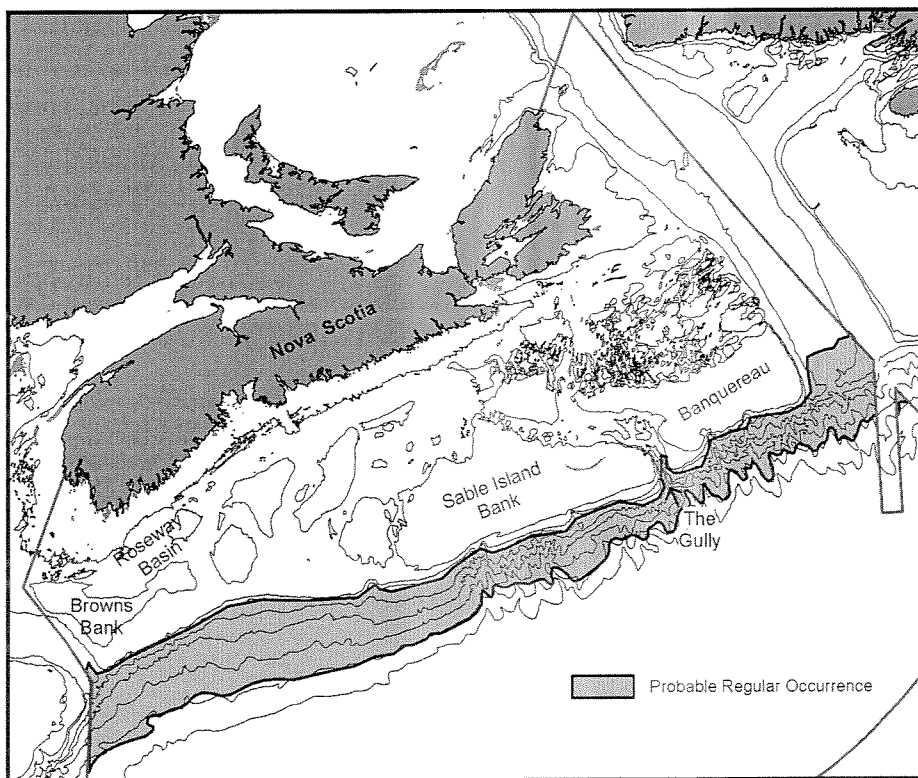 Nova Scotia
Banquereau
Sable Island
Bank
The
Gully
Roseway
Basin
Browns
Bank
Probable Regular Occurrence